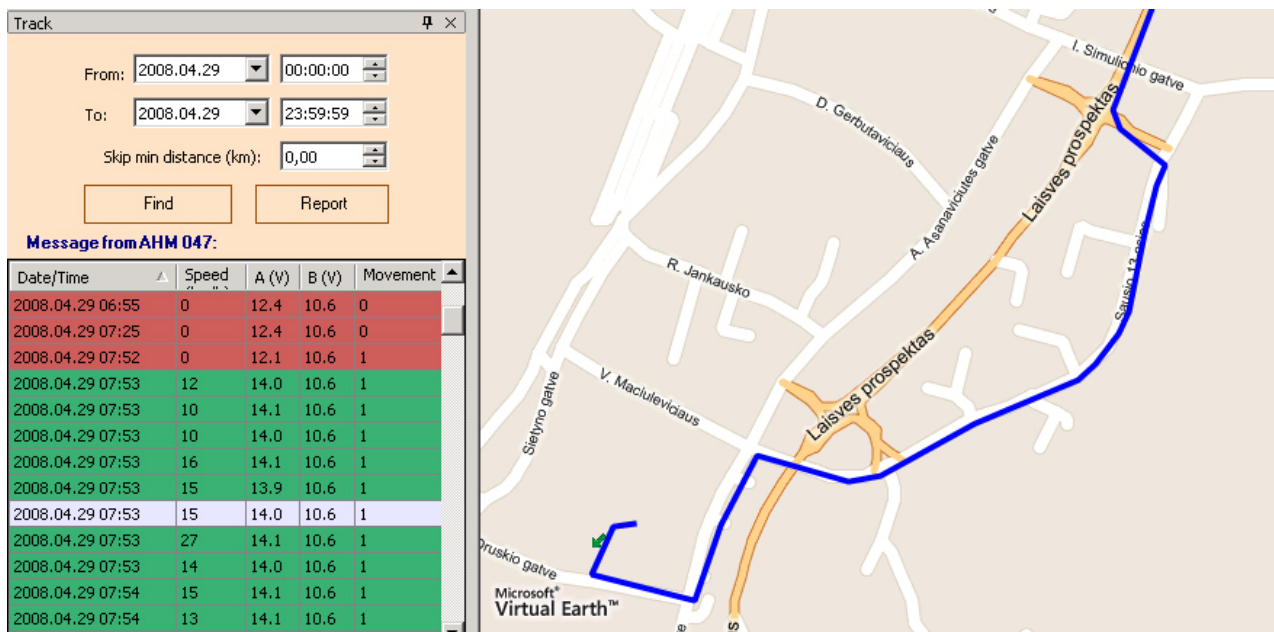 Track
From: 2008.04.29 00:00:00
To: 2008.04.29 23:59:59
Skip min distance (km): 0,00
Find Report
Message from AHM 047:
Date/Time Speed A (V) B (V) Movement
2008.04.29 06:55 0 12.4 10.6 0
2008.04.29 07:25 0 12.4 10.6 0
2008.04.29 07:52 0 12.1 10.6 1
2008.04.29 07:53 12 14.0 10.6 1
2008.04.29 07:53 10 14.1 10.6 1
2008.04.29 07:53 10 14.0 10.6 1
2008.04.29 07:53 16 14.1 10.6 1
2008.04.29 07:53 15 13.9 10.6 1
2008.04.29 07:53 15 14.0 10.6 1
2008.04.29 07:53 27 14.1 10.6 1
2008.04.29 07:53 14 14.0 10.6 1
2008.04.29 07:54 15 14.1 10.6 1
2008.04.29 07:54 13 14.1 10.6 1
I. Simulionio gatve
D. Gerbutaviciaus
Laisves prospektas
A. Asanaviciutes gatve
R. Jankausko
Sausio 13
V. Maciuleviciaus
Laisves prospektas
Sietyno gatve
gatve
Microsoft®
Virtual Earth™